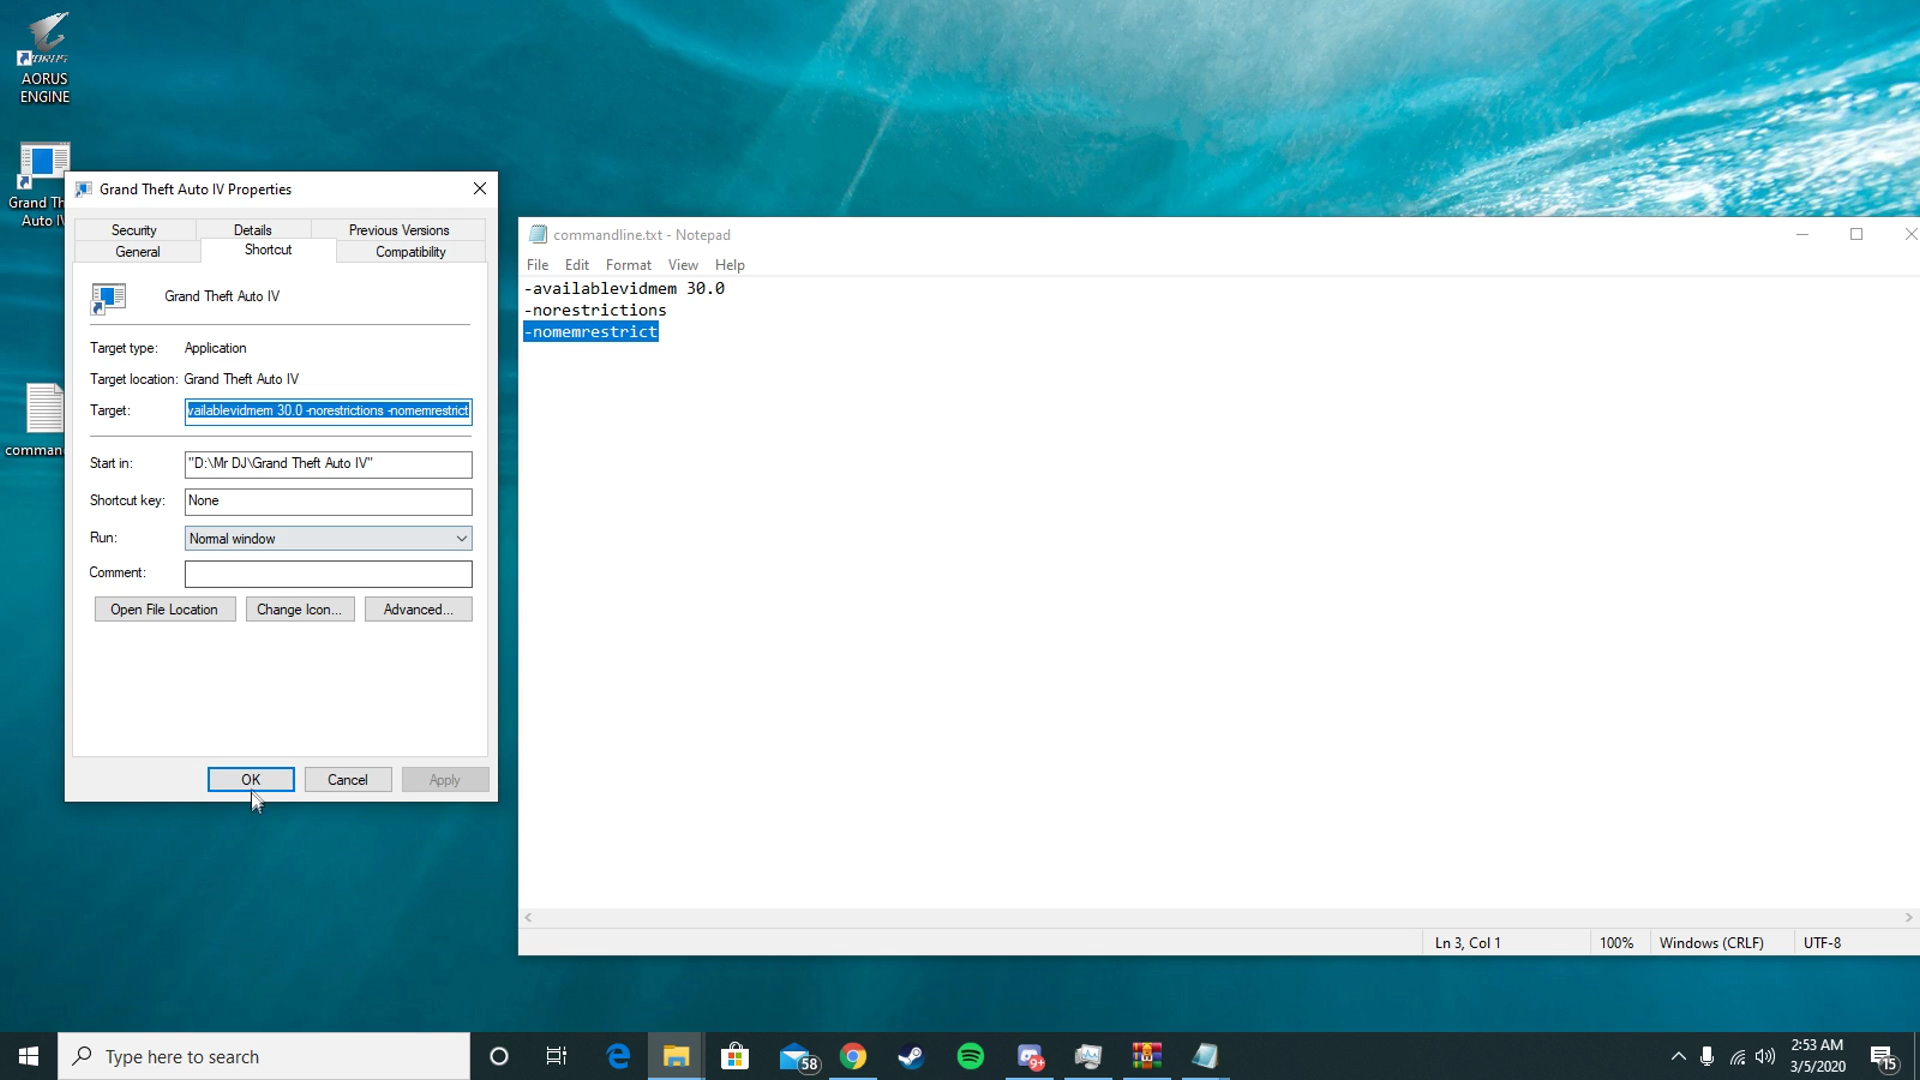 AORUS
ENGINE
Grand Th
Auto IV
comman
Grand Theft Auto IV Properties
Security
Details
Previous Versions
General
Shortcut
Compatibility
Grand Theft Auto IV
Target type:
Application
Target location:
Grand Theft Auto IV
Target:
vailablevidmem 30.0 -norestrictions -nomemrestrict
Start in:
"D:\Mr DJ\Grand Theft Auto IV"
Shortcut key:
None
Run:
Normal window
Comment:
Open File Location
Change Icon...
Advanced...
OK
Cancel
Apply
commandline.txt - Notepad
File Edit Format View Help
-availablevidmem 30.0
-norestrictions
-nomemrestrict
Ln 3, Col 1
100%
Windows (CRLF)
UTF-8
Type here to search
58
9+
2:53 AM
3/5/2020
15